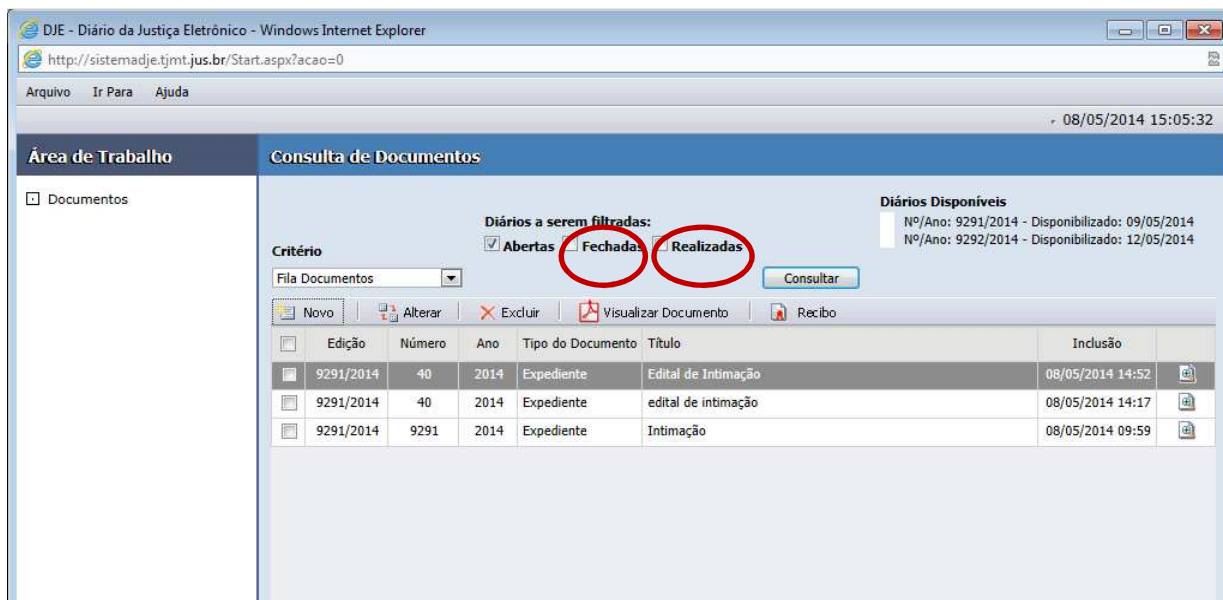 DJE - Diário da Justiça Eletrônico - Windows Internet Explorer
http://sistemadje.tjmt.jus.br/Start.aspx?acao=0
Arquivo Ir Para Ajuda
08/05/2014 15:05:32
Área de Trabalho
Consulta de Documentos
Documentos
Diários Disponíveis
Nº/Ano: 9291/2014 - Disponibilizado: 09/05/2014
Nº/Ano: 9292/2014 - Disponibilizado: 12/05/2014
Diários a serem filtradas:
Abertas Fechadas Realizadas
Critério
Fila Documentos Consultar
Novo Alterar Excluir Visualizar Documento Recibo
Edição Número Ano Tipo do Documento Título Inclusão
9291/2014 40 2014 Expediente Edital de Intimação 08/05/2014 14:52
9291/2014 40 2014 Expediente edital de intimação 08/05/2014 14:17
9291/2014 9291 2014 Expediente Intimação 08/05/2014 09:59